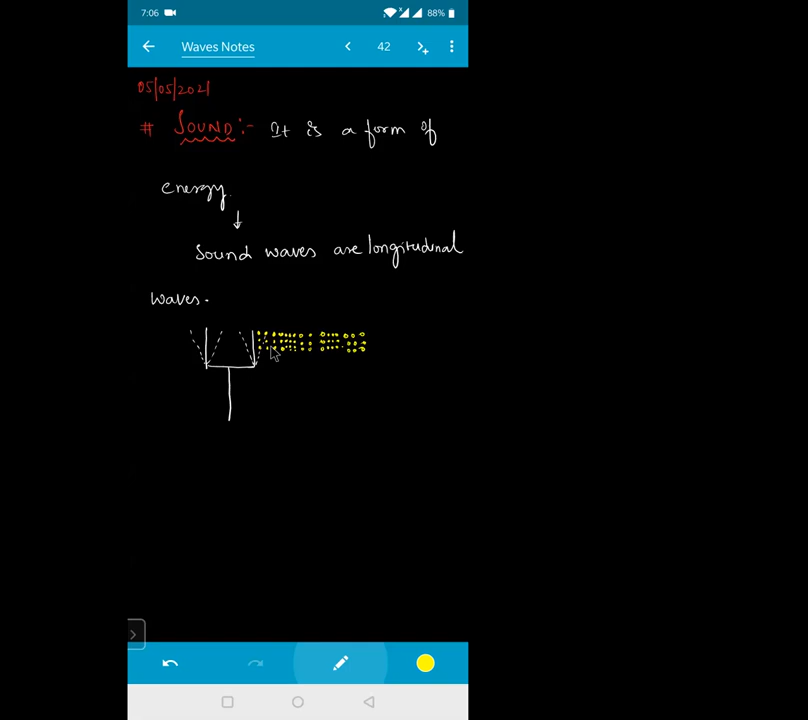 7:06
88%
Waves Notes
42
05/05/2021
# SOUND:- It is a form of
energy.
Sound waves are longitudinal
waves.